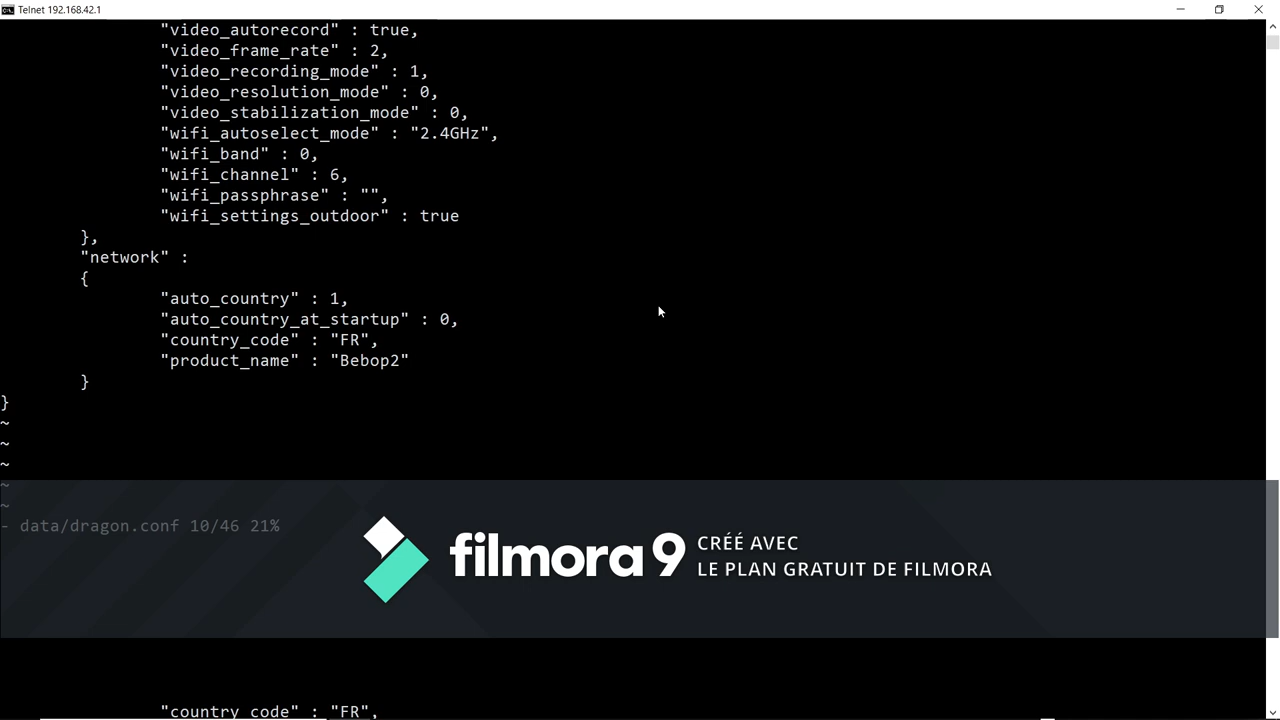 Telnet 192.168.42.1
"video_autorecord" : true,
"video_frame_rate" : 2,
"video_recording_mode" : 1,
"video_resolution_mode" : 0,
"video_stabilization_mode" : 0,
"wifi_autoselect_mode" : "2.4GHz",
"wifi_band" : 0,
"wifi_channel" : 6,
"wifi_passphrase" : "",
"wifi_settings_outdoor" : true
},
"network" :
{
"auto_country" : 1,
"auto_country_at_startup" : 0,
"country_code" : "FR",
"product_name" : "Bebop2"
}
}
~
~
~
~
~
- data/dragon.conf 10/46 21%
filmora 9
CRÉÉ AVEC
LE PLAN GRATUIT DE FILMORA
"country_code" : "FR",